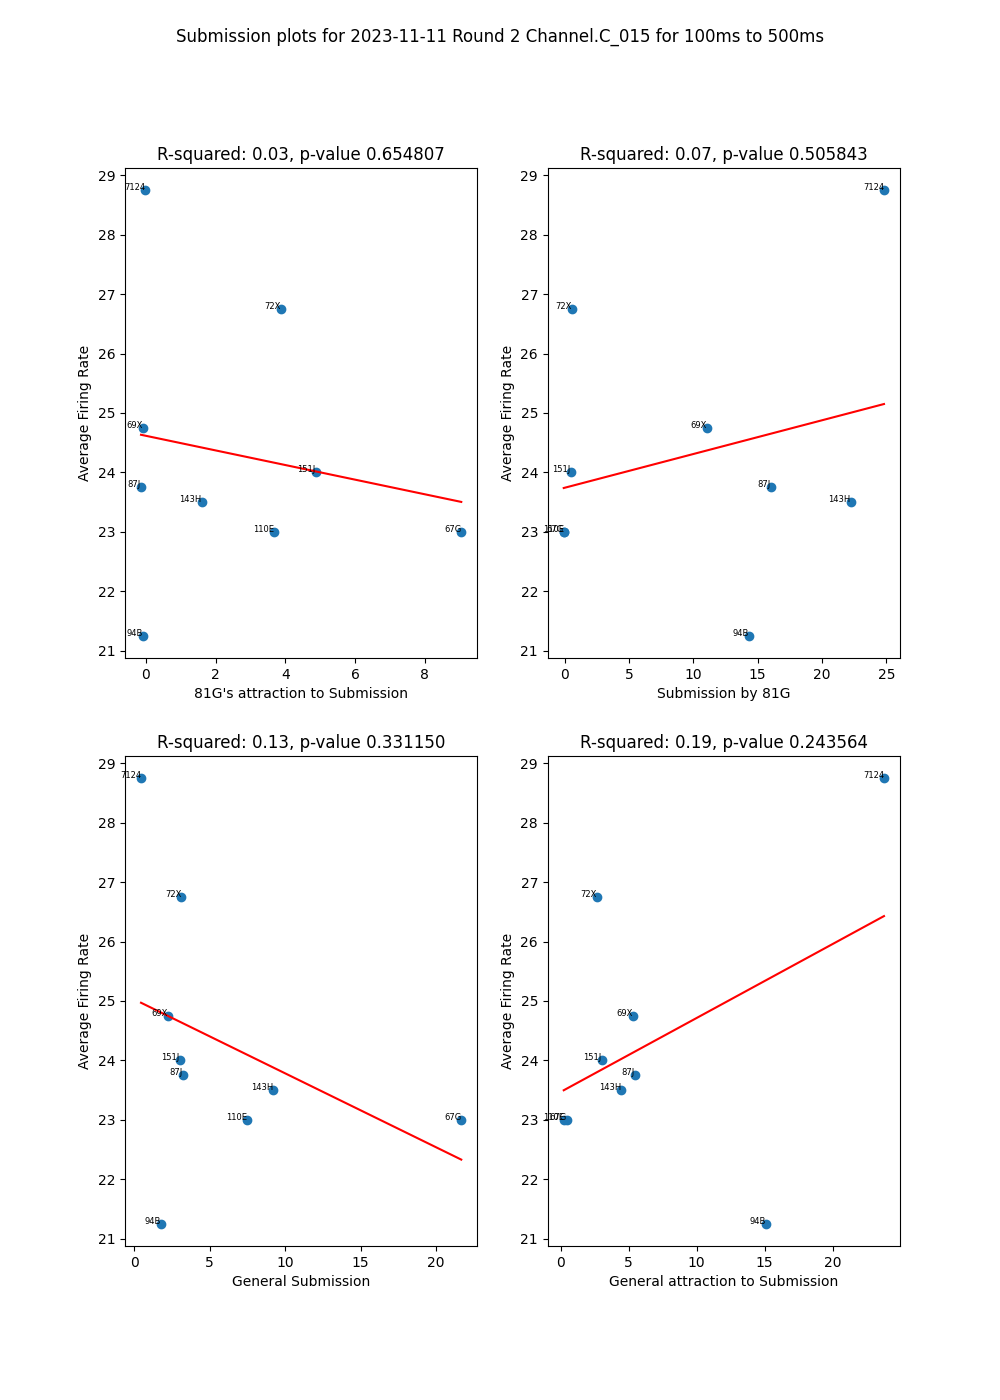 Submission plots for 2023-11-11 Round 2 Channel.C_015 for 100ms to 500ms
R-squared: 0.03, p-value 0.654807
29
28
27
26
25
24
23
22
21
Average Firing Rate
7124
72X
69X
151J
87J
143H
110E
67G
94B
0 2 4 6 8
81G's attraction to Submission
R-squared: 0.07, p-value 0.505843
29
28
27
26
25
24
23
22
21
Average Firing Rate
7124
72X
69X
151J
87J
143H
94B
0 5 10 15 20 25
Submission by 81G
R-squared: 0.13, p-value 0.331150
29
28
27
26
25
24
23
22
21
Average Firing Rate
7124
72X
69X
151J
87J
143H
110E
67G
94B
0 5 10 15 20
General Submission
R-squared: 0.19, p-value 0.243564
29
28
27
26
25
24
23
22
21
Average Firing Rate
7124
72X
69X
151J
87J
143H
94B
0 5 10 15 20
General attraction to Submission